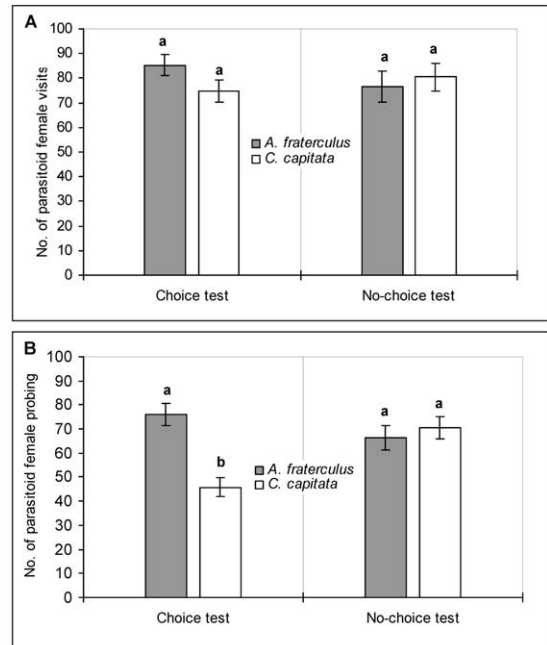 A
100
90
80
70
60
50
40
30
20
10
0
No. of parasitoid female visits
a
a
a
a
A. fraterculus
C. capitata
Choice test
No-choice test
B
100
90
80
70
60
50
40
30
20
10
0
No. of parasitoid female probing
a
b
a
a
A. fraterculus
C. capitata
Choice test
No-choice test